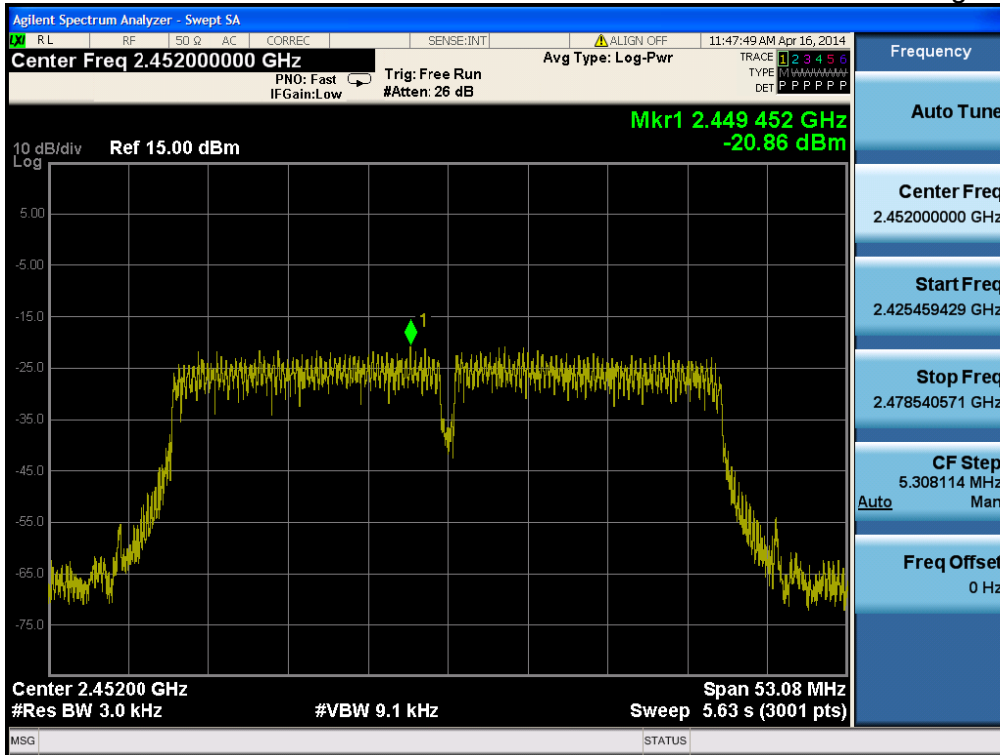 Agilent Spectrum Analyzer - Swept SA
LXI RL RF 50 Ω AC CORREC SENSE:INT ALIGN OFF 11:47:49 AM Apr 16, 2014
Center Freq 2.452000000 GHz
PNO: Fast
IFGain:Low
Trig: Free Run
#Atten: 26 dB
Avg Type: Log-Pwr
TRACE 1 2 3 4 5 6
TYPE M
DET P P P P P P
Mkr1 2.449 452 GHz
-20.86 dBm
10 dB/div Ref 15.00 dBm
Log
5.00
-5.00
-15.0
1
-25.0
-35.0
-45.0
-55.0
-65.0
-75.0
Center 2.45200 GHz Span 53.08 MHz
#Res BW 3.0 kHz #VBW 9.1 kHz Sweep 5.63 s (3001 pts)
MSG STATUS
Frequency
Auto Tune
Center Freq
2.452000000 GHz
Start Freq
2.425459429 GHz
Stop Freq
2.478540571 GHz
CF Step
5.308114 MHz
Auto Man
Freq Offset
0 Hz